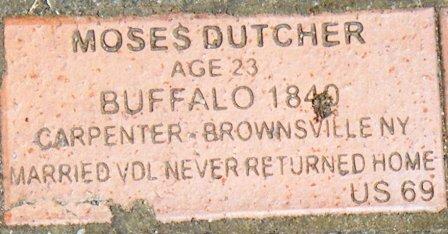 MOSES DUTCHER
AGE 23
BUFFALO 1840
CARPENTER - BROWNSVILLE NY
MARRIED VDL NEVER RETURNED HOME
US 69